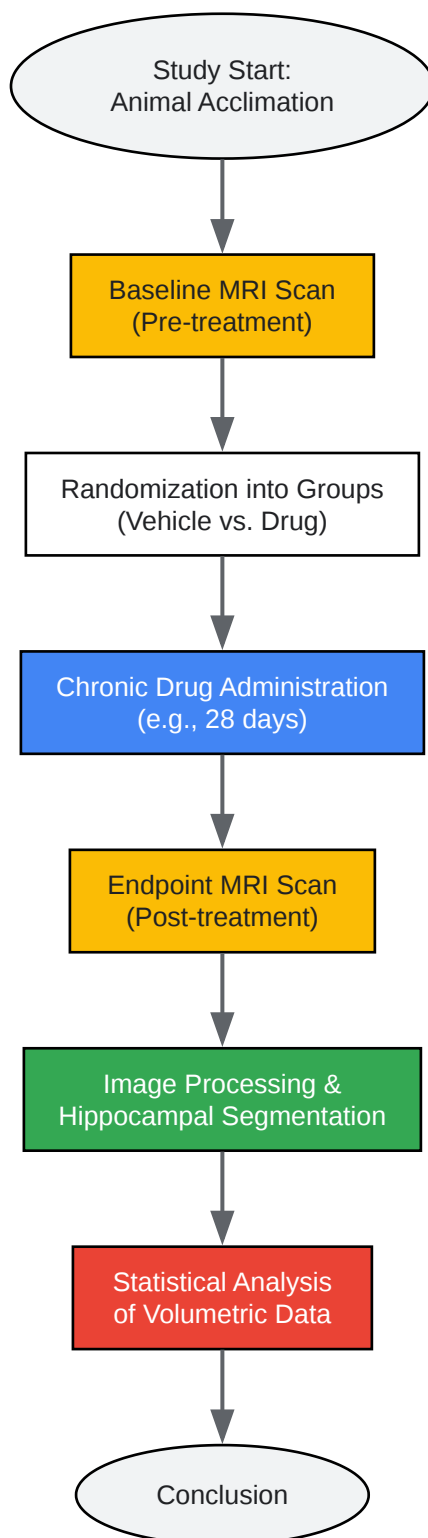 Study Start:
Animal Acclimation
Baseline MRI Scan
(Pre-treatment)
Randomization into Groups
(Vehicle vs. Drug)
Chronic Drug Administration
(e.g., 28 days)
Endpoint MRI Scan
(Post-treatment)
Image Processing &
Hippocampal Segmentation
Statistical Analysis
of Volumetric Data
Conclusion